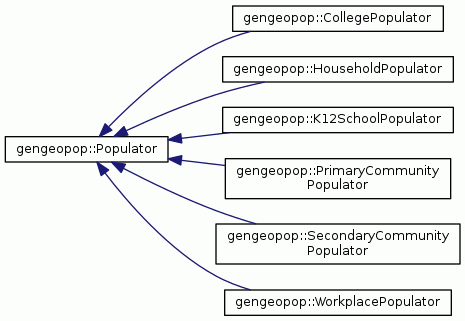 gengeopop::CollegePopulator
gengeopop::HouseholdPopulator
gengeopop::K12SchoolPopulator
gengeopop::Populator
gengeopop::PrimaryCommunity
Populator
gengeopop::SecondaryCommunity
Populator
gengeopop::WorkplacePopulator